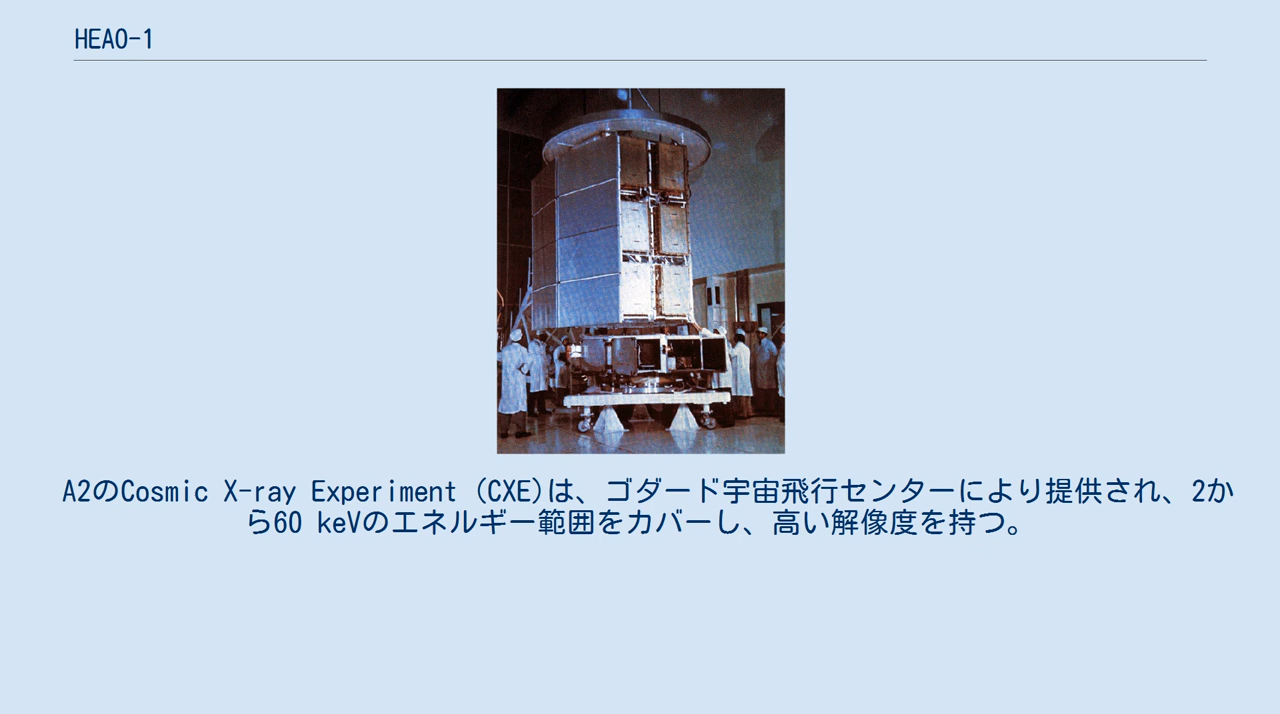 HEAO-1
A2のCosmic X-ray Experiment (CXE)は、ゴダード宇宙飛行センターにより提供され、2か
ら60 keVのエネルギー範囲をカバーし、高い解像度を持つ。